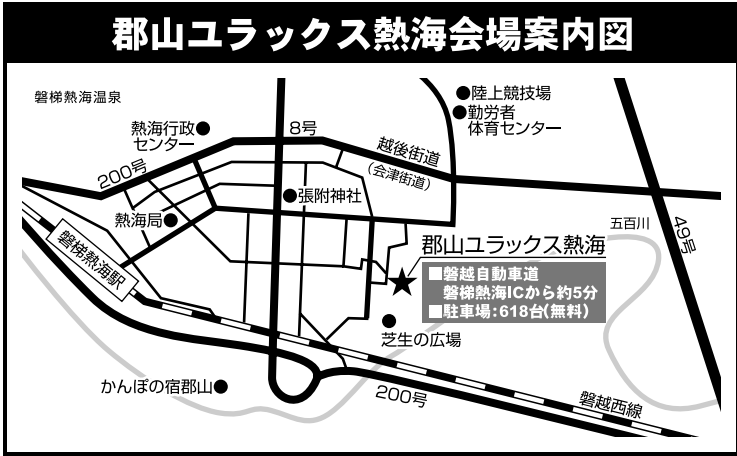 郡山ユラックス熱海会場案内図
磐梯熱海温泉
陸上競技場
勤労者
体育センター
熱海行政
センター
8号
越後街道
(会津街道)
200号
張附神社
熱海局
五百川
49号
磐梯熱海駅
郡山ユラックス熱海
■磐越自動車道
磐梯熱海ICから約5分
■駐車場:618台(無料)
芝生の広場
かんぽの宿郡山
200号
磐越西線